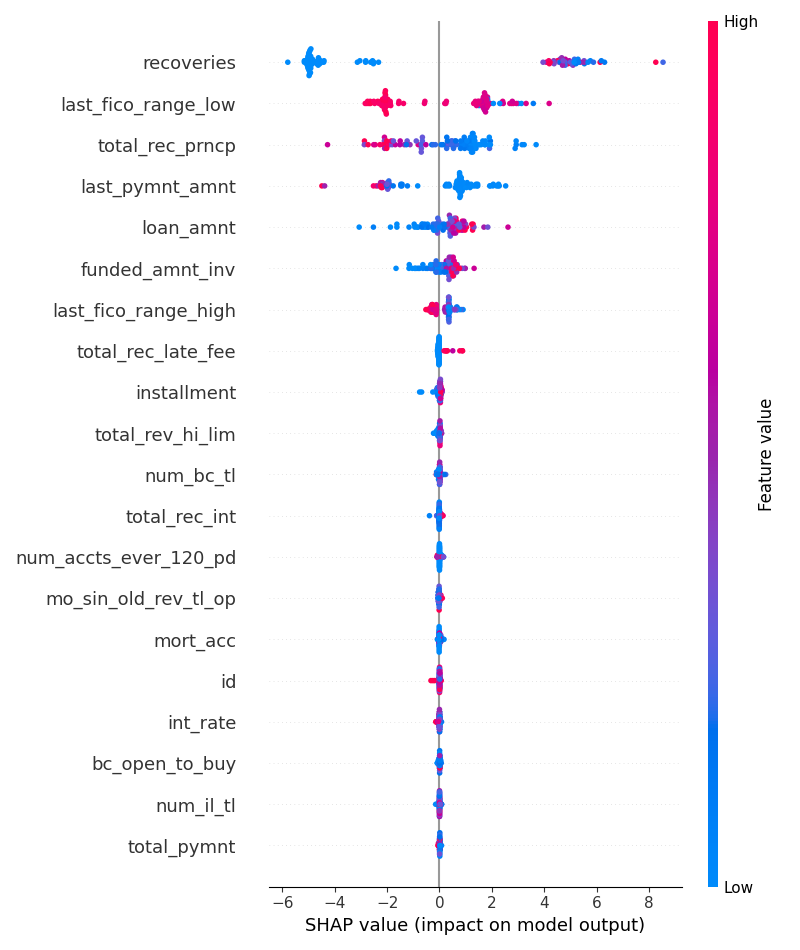 High
recoveries
last_fico_range_low
total_rec_prncp
last_pymnt_amnt
loan_amnt
funded_amnt_inv
last_fico_range_high
total_rec_late_fee
installment
total_rev_hi_lim
num_bc_tl
total_rec_int
num_accts_ever_120_pd
mo_sin_old_rev_tl_op
mort_acc
id
int_rate
bc_open_to_buy
num_il_tl
total_pymnt
Feature value
Low
−6 −4 −2 0 2 4 6 8
SHAP value (impact on model output)